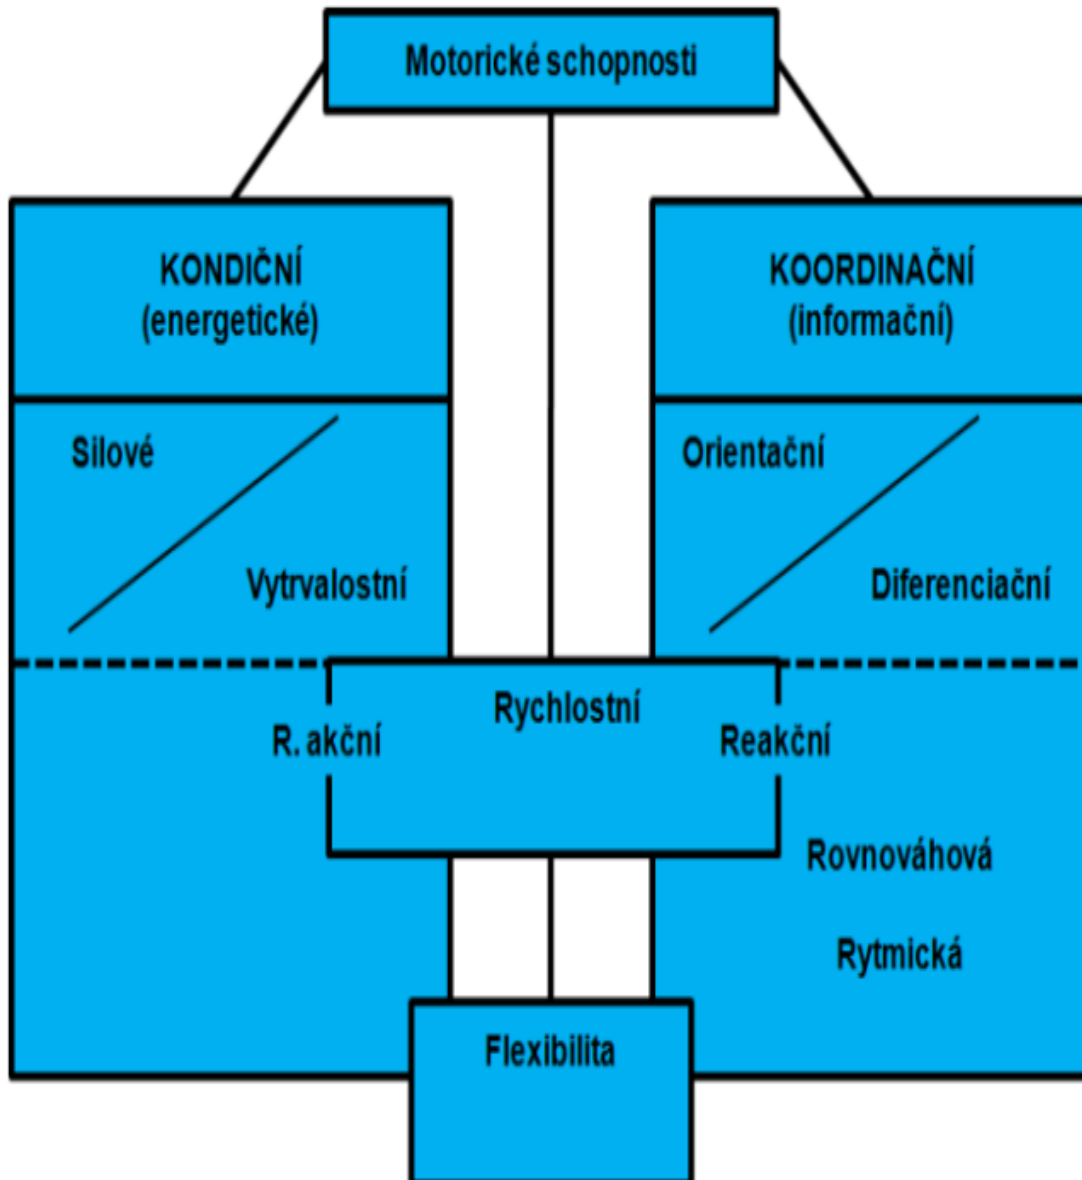 Motorické schopnosti
KONDIČNÍ
(energetické)
KOORDINAČNÍ
(informační)
Silové
Vytrvalostní
Orientační
Diferenciační
Rychlostní
R. akční
Reakční
Rovnováhová
Rytmická
Flexibilita